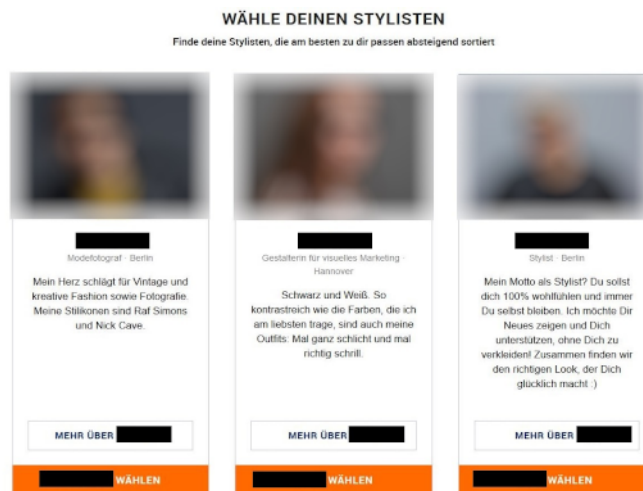 WÄHLE DEINEN STYLISTEN
Finde deine Stylisten, die am besten zu dir passen absteigend sortiert
Modefotograf · Berlin
Mein Herz schlägt für Vintage und
kreative Fashion sowie Fotografie.
Meine Stilikonen sind Raf Simons
und Nick Cave.
MEHR ÜBER
WÄHLEN
Gestalterin für visuelles Marketing ·
Hannover
Schwarz und Weiß. So
kontrastreich wie die Farben, die ich
am liebsten trage, sind auch meine
Outfits: Mal ganz schlicht und mal
richtig schrill.
MEHR ÜBER
WÄHLEN
Stylist · Berlin
Mein Motto als Stylist? Du sollst
dich 100% wohlfühlen und immer
Du selbst bleiben. Ich möchte Dir
Neues zeigen und Dich
unterstützen, ohne Dich zu
verkleiden! Zusammen finden wir
den richtigen Look, der Dich
glücklich macht :)
MEHR ÜBER
WÄHLEN